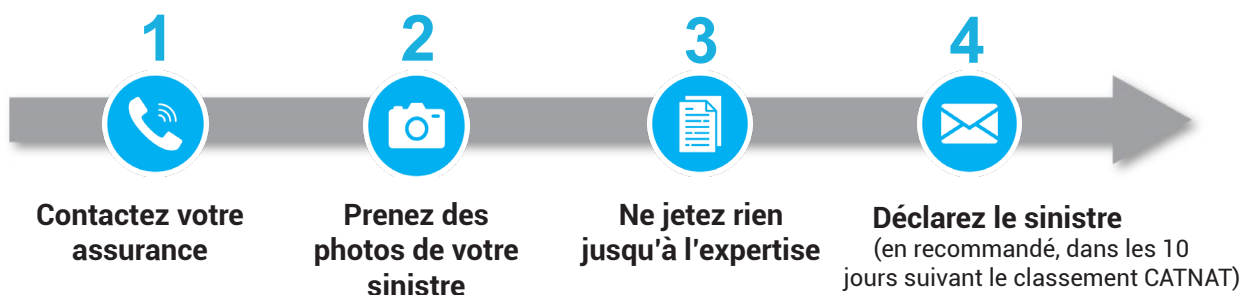 1
2
3
4
Contactez votre
assurance
Prenez des
photos de votre
sinistre
Ne jetez rien
jusqu'à l'expertise
Déclarez le sinistre
(en recommandé, dans les 10
jours suivant le classement CATNAT)